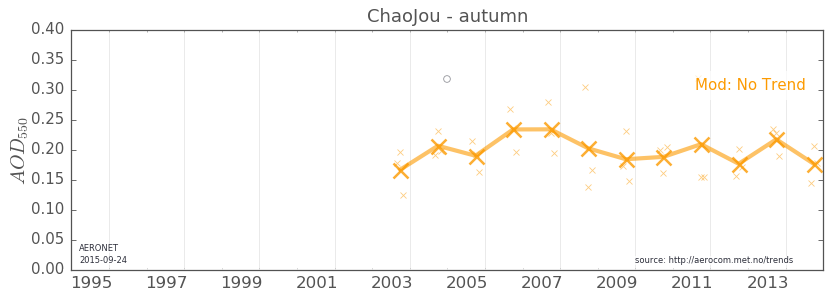 ChaoJou - autumn
0.40
0.35
0.30
0.25
0.20
0.15
0.10
0.05
0.00
AOD550
Mod: No Trend
AERONET
2015-09-24
source: http://aerocom.met.no/trends
1995 1997 1999 2001 2003 2005 2007 2009 2011 2013